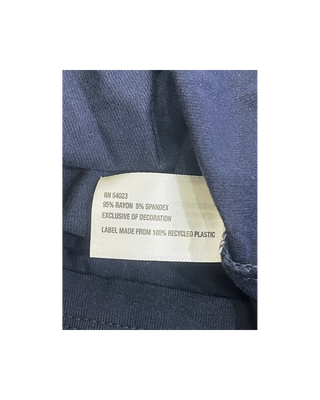 RN 54023
95% RAYON 5% SPANDEX
EXCLUSIVE OF DECORATION
LABEL MADE FROM 100% RECYCLED PLASTIC